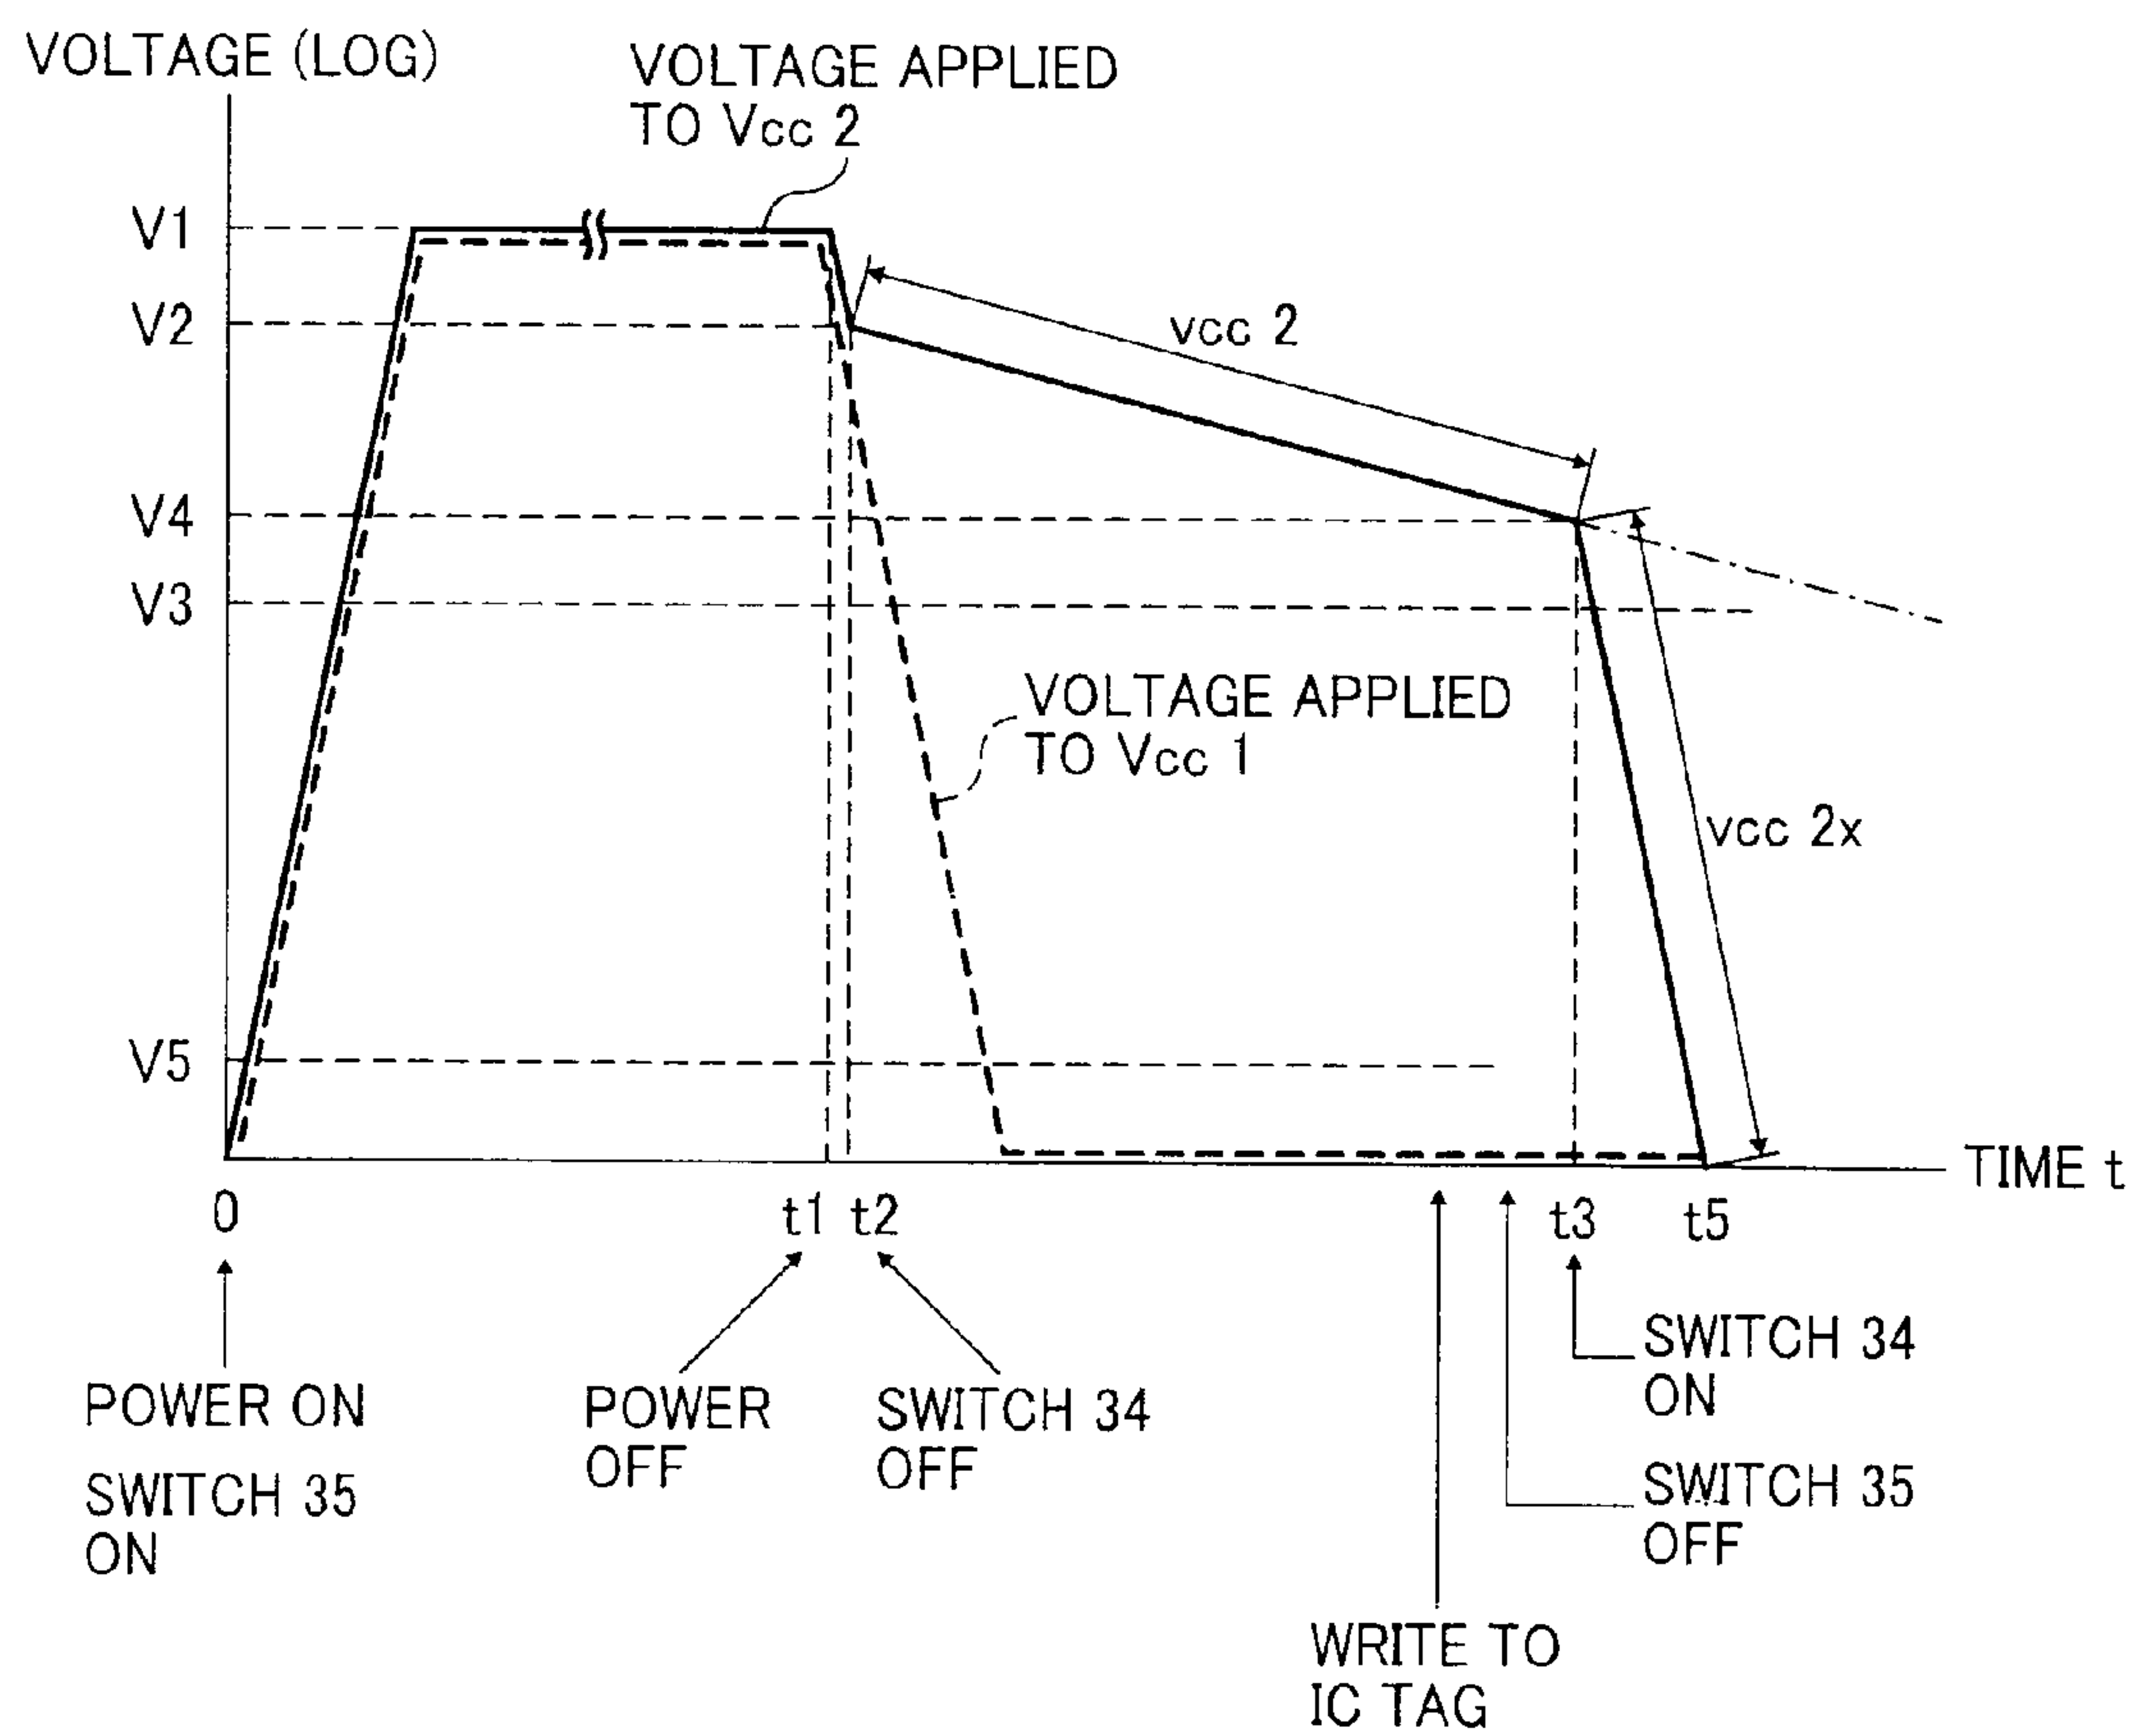 VOLTAGE (LOG)
VOLTAGE APPLIED
TO Vcc 2
V1
V2
vcc 2
V4
V3
VOLTAGE APPLIED
TO Vcc 1
vcc 2x
V5
TIME t
0
t1
t2
t3
t5
POWER ON
SWITCH 35
ON
POWER
OFF
SWITCH 34
OFF
SWITCH 34
ON
SWITCH 35
OFF
WRITE TO
IC TAG